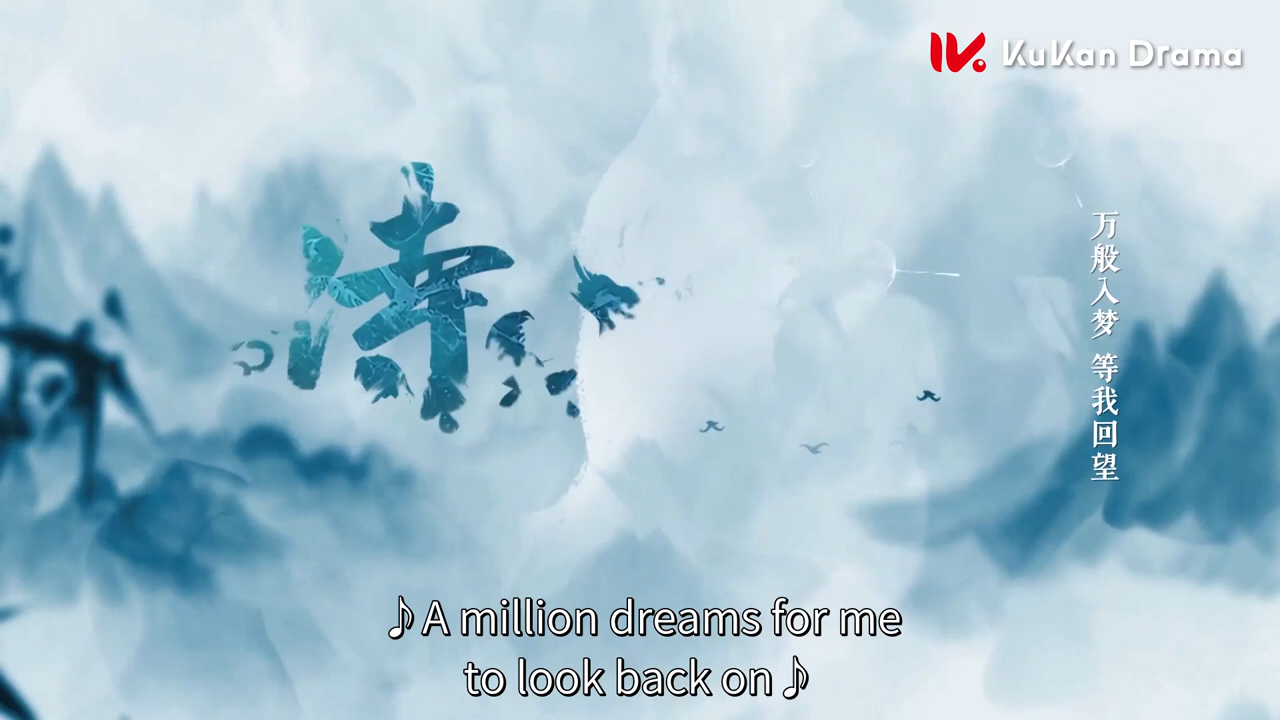 KuKan Drama
万般入梦 等我回望
♪A million dreams for me
to look back on♪